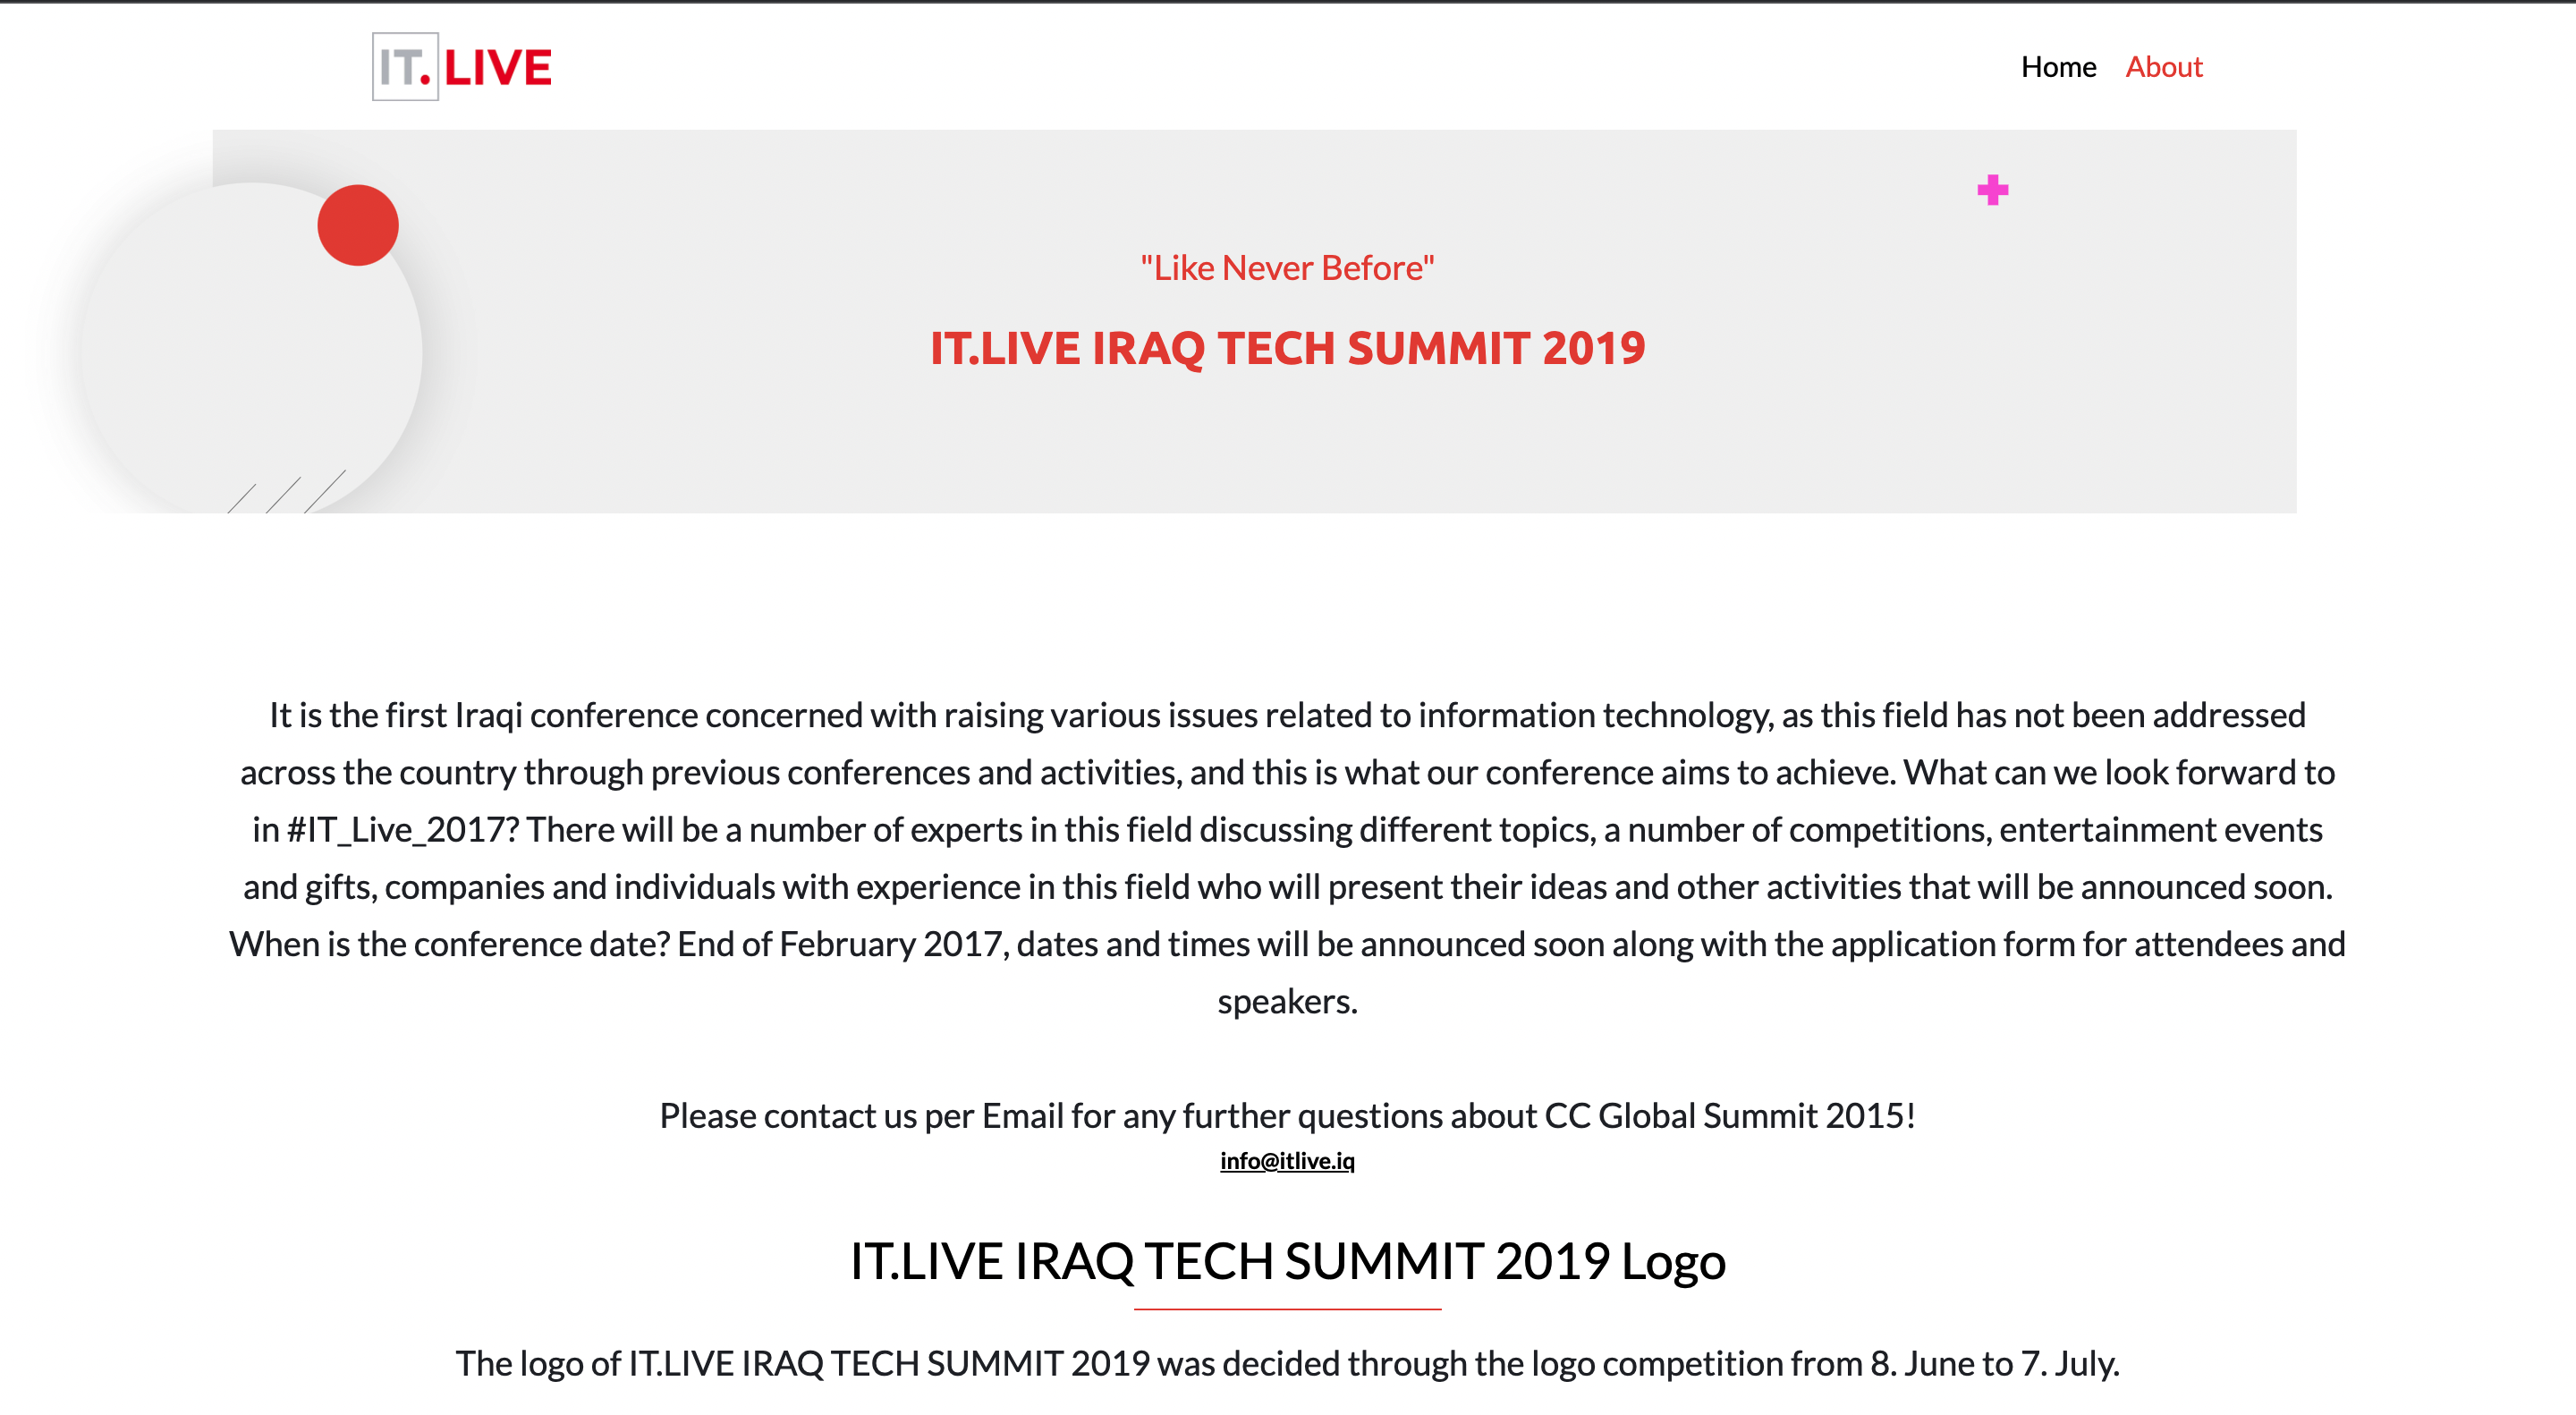 IT. LIVE
Home About
"Like Never Before"
IT.LIVE IRAQ TECH SUMMIT 2019
It is the first Iraqi conference concerned with raising various issues related to information technology, as this field has not been addressed
across the country through previous conferences and activities, and this is what our conference aims to achieve. What can we look forward to
in #IT_Live_2017? There will be a number of experts in this field discussing different topics, a number of competitions, entertainment events
and gifts, companies and individuals with experience in this field who will present their ideas and other activities that will be announced soon.
When is the conference date? End of February 2017, dates and times will be announced soon along with the application form for attendees and
speakers.
Please contact us per Email for any further questions about CC Global Summit 2015!
info@itlive.iq
IT.LIVE IRAQ TECH SUMMIT 2019 Logo
The logo of IT.LIVE IRAQ TECH SUMMIT 2019 was decided through the logo competition from 8. June to 7. July.